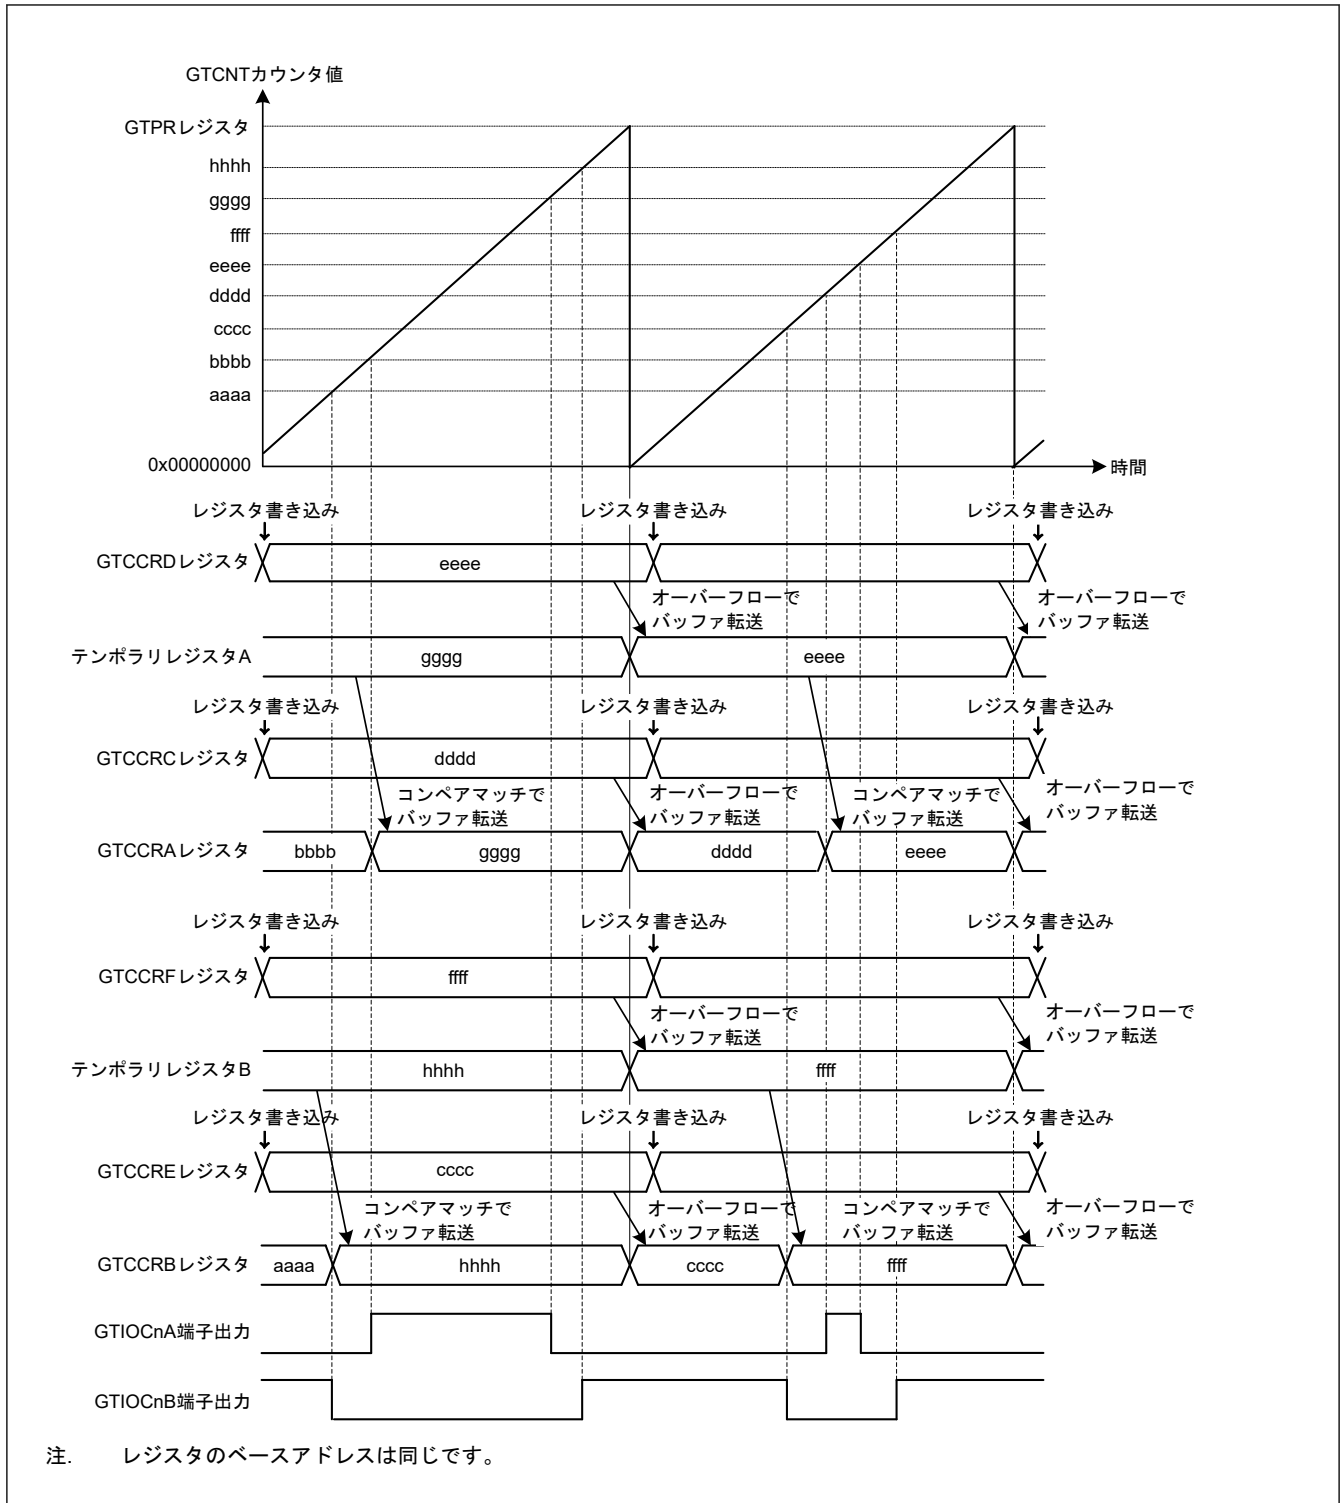 GTCNTカウンタ値
GTPRレジスタ
hhhh
gggg
ffff
eeee
dddd
cccc
bbbb
aaaa
0x00000000
時間
レジスタ書き込み レジスタ書き込み レジスタ書き込み
GTCCRDレジスタ eeee
オーバーフローで オーバーフローで
バッファ転送 バッファ転送
テンポラリレジスタA gggg eeee
レジスタ書き込み レジスタ書き込み レジスタ書き込み
GTCCRCレジスタ dddd
コンペアマッチで オーバーフローで コンペアマッチで オーバーフローで
バッファ転送 バッファ転送 バッファ転送 バッファ転送
GTCCRAレジスタ bbbb gggg dddd eeee
レジスタ書き込み レジスタ書き込み レジスタ書き込み
GTCCRFレジスタ ffff
オーバーフローで オーバーフローで
バッファ転送 バッファ転送
テンポラリレジスタB hhhh ffff
レジスタ書き込み レジスタ書き込み レジスタ書き込み
GTCCREレジスタ cccc
コンペアマッチで オーバーフローで コンペアマッチで オーバーフローで
バッファ転送 バッファ転送 バッファ転送 バッファ転送
GTCCRBレジスタ aaaa hhhh cccc ffff
GTIOCnA端子出力
GTIOCnB端子出力
注. レジスタのベースアドレスは同じです。